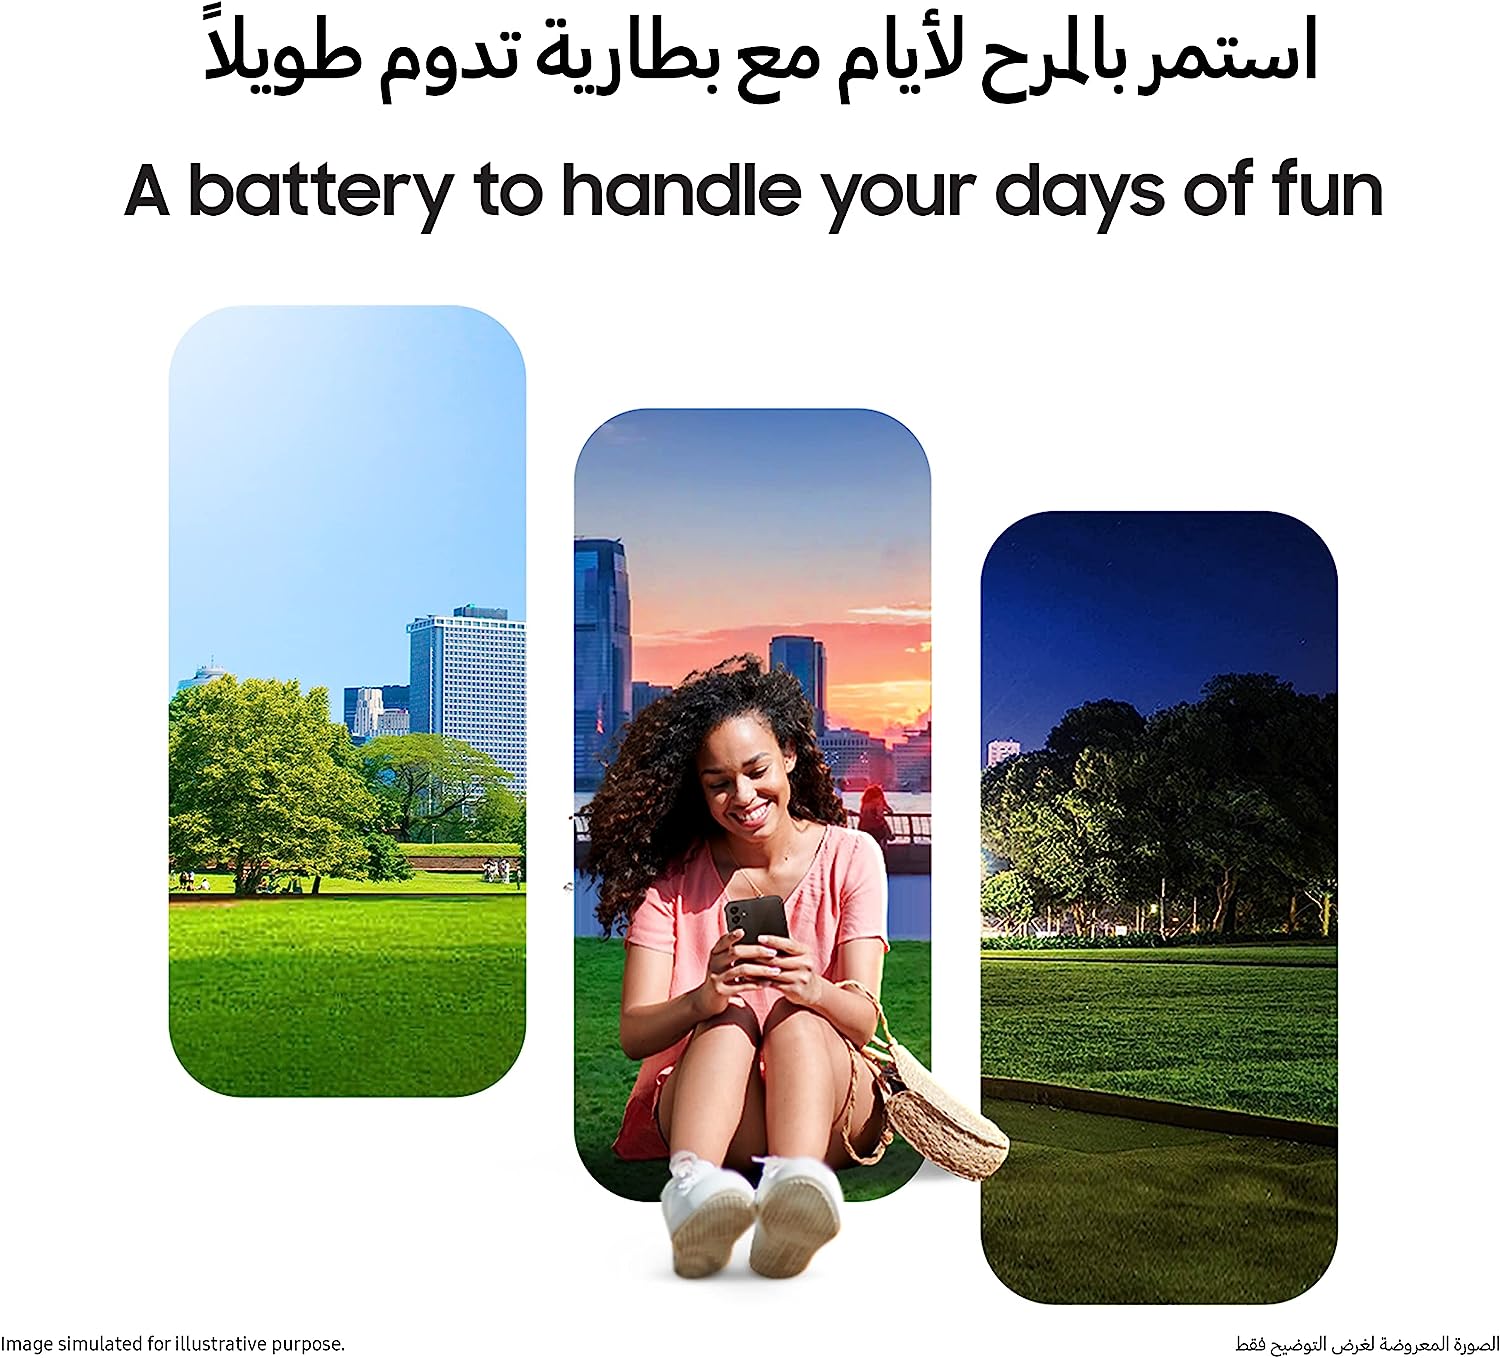 استمر بالمرح لأيام مع بطارية تدوم طويلاً
A battery to handle your days of fun
Image simulated for illustrative purpose.
الصورة المعروضة لغرض التوضيح فقط